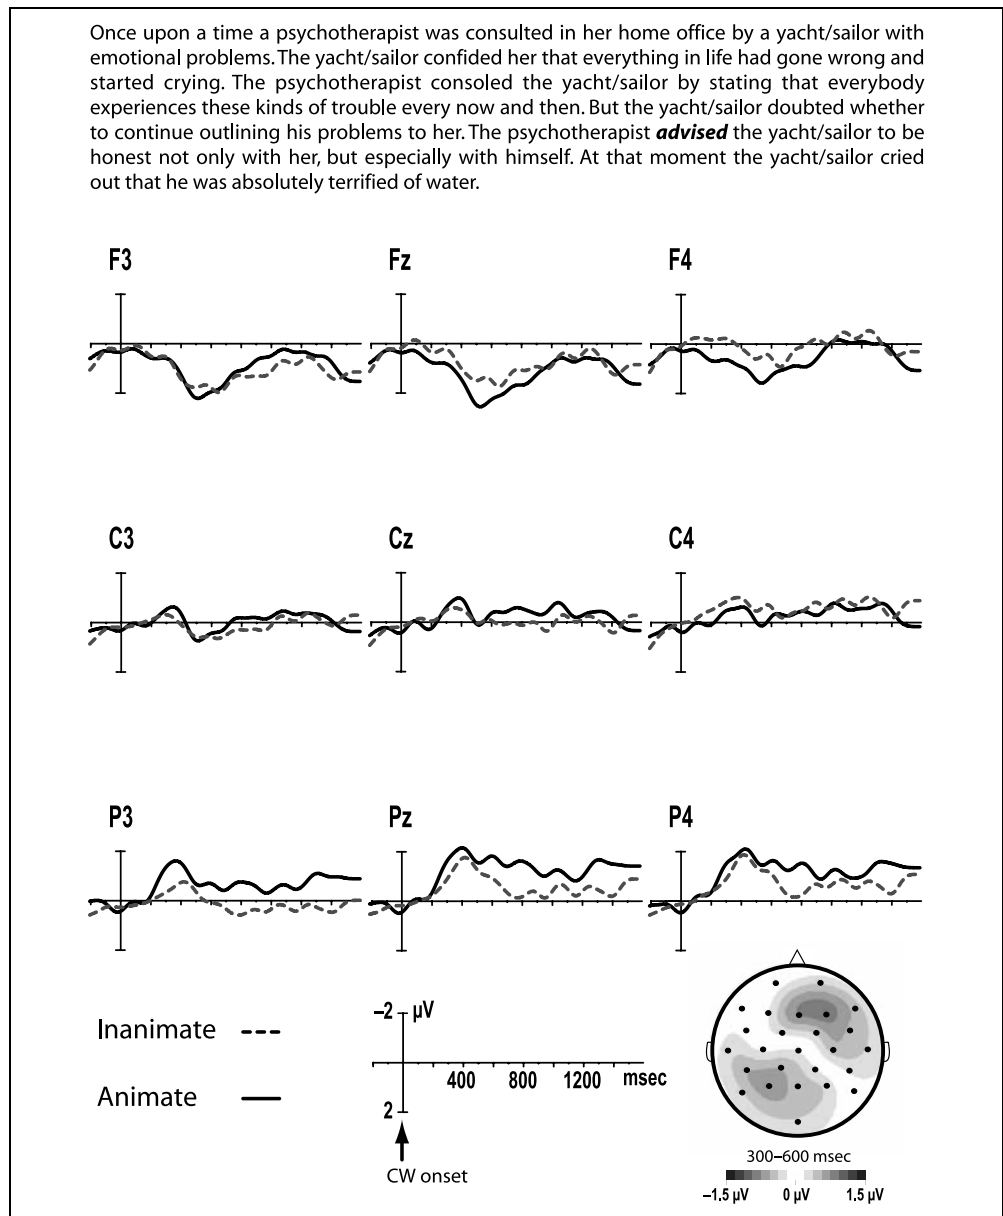 Once upon a time a psychotherapist was consulted in her home office by a yacht/sailor with
emotional problems. The yacht/sailor confided her that everything in life had gone wrong and
started crying. The psychotherapist consoled the yacht/sailor by stating that everybody
experiences these kinds of trouble every now and then. But the yacht/sailor doubted whether
to continue outlining his problems to her. The psychotherapist advised the yacht/sailor to be
honest not only with her, but especially with himself. At that moment the yacht/sailor cried
out that he was absolutely terrified of water.
F3 Fz F4
C3 Cz C4
P3 Pz P4
Inanimate
Animate
–2 µV
400 800 1200 msec
2
CW onset
300–600 msec
–1.5 µV 0 µV 1.5 µV